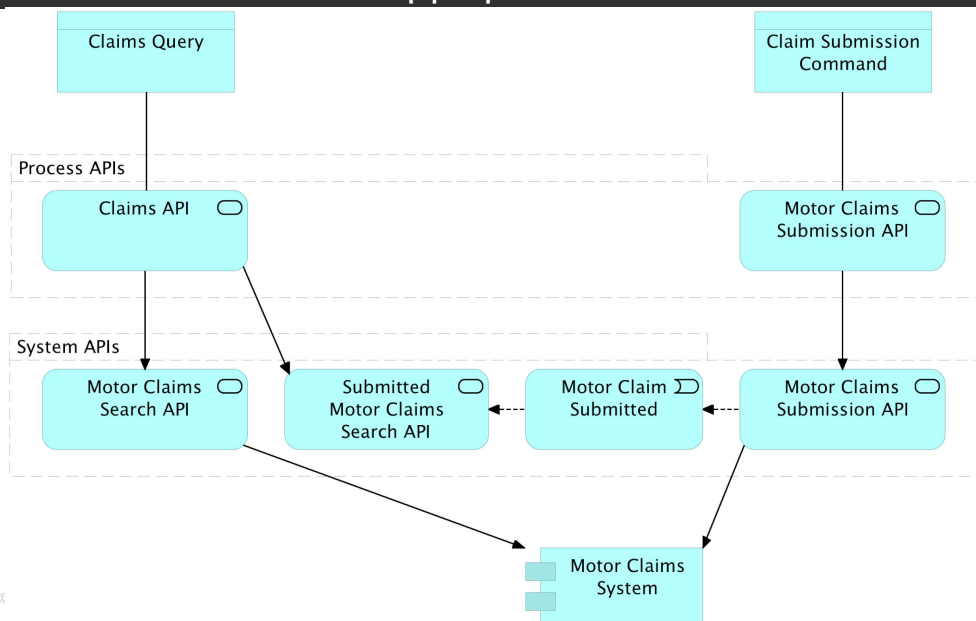 Claims Query
Claim Submission
Command
Process APIs
Claims API
Motor Claims
Submission API
System APIs
Motor Claims
Search API
Submitted
Motor Claims
Search API
Motor Claim
Submitted
Motor Claims
Submission API
Motor Claims
System